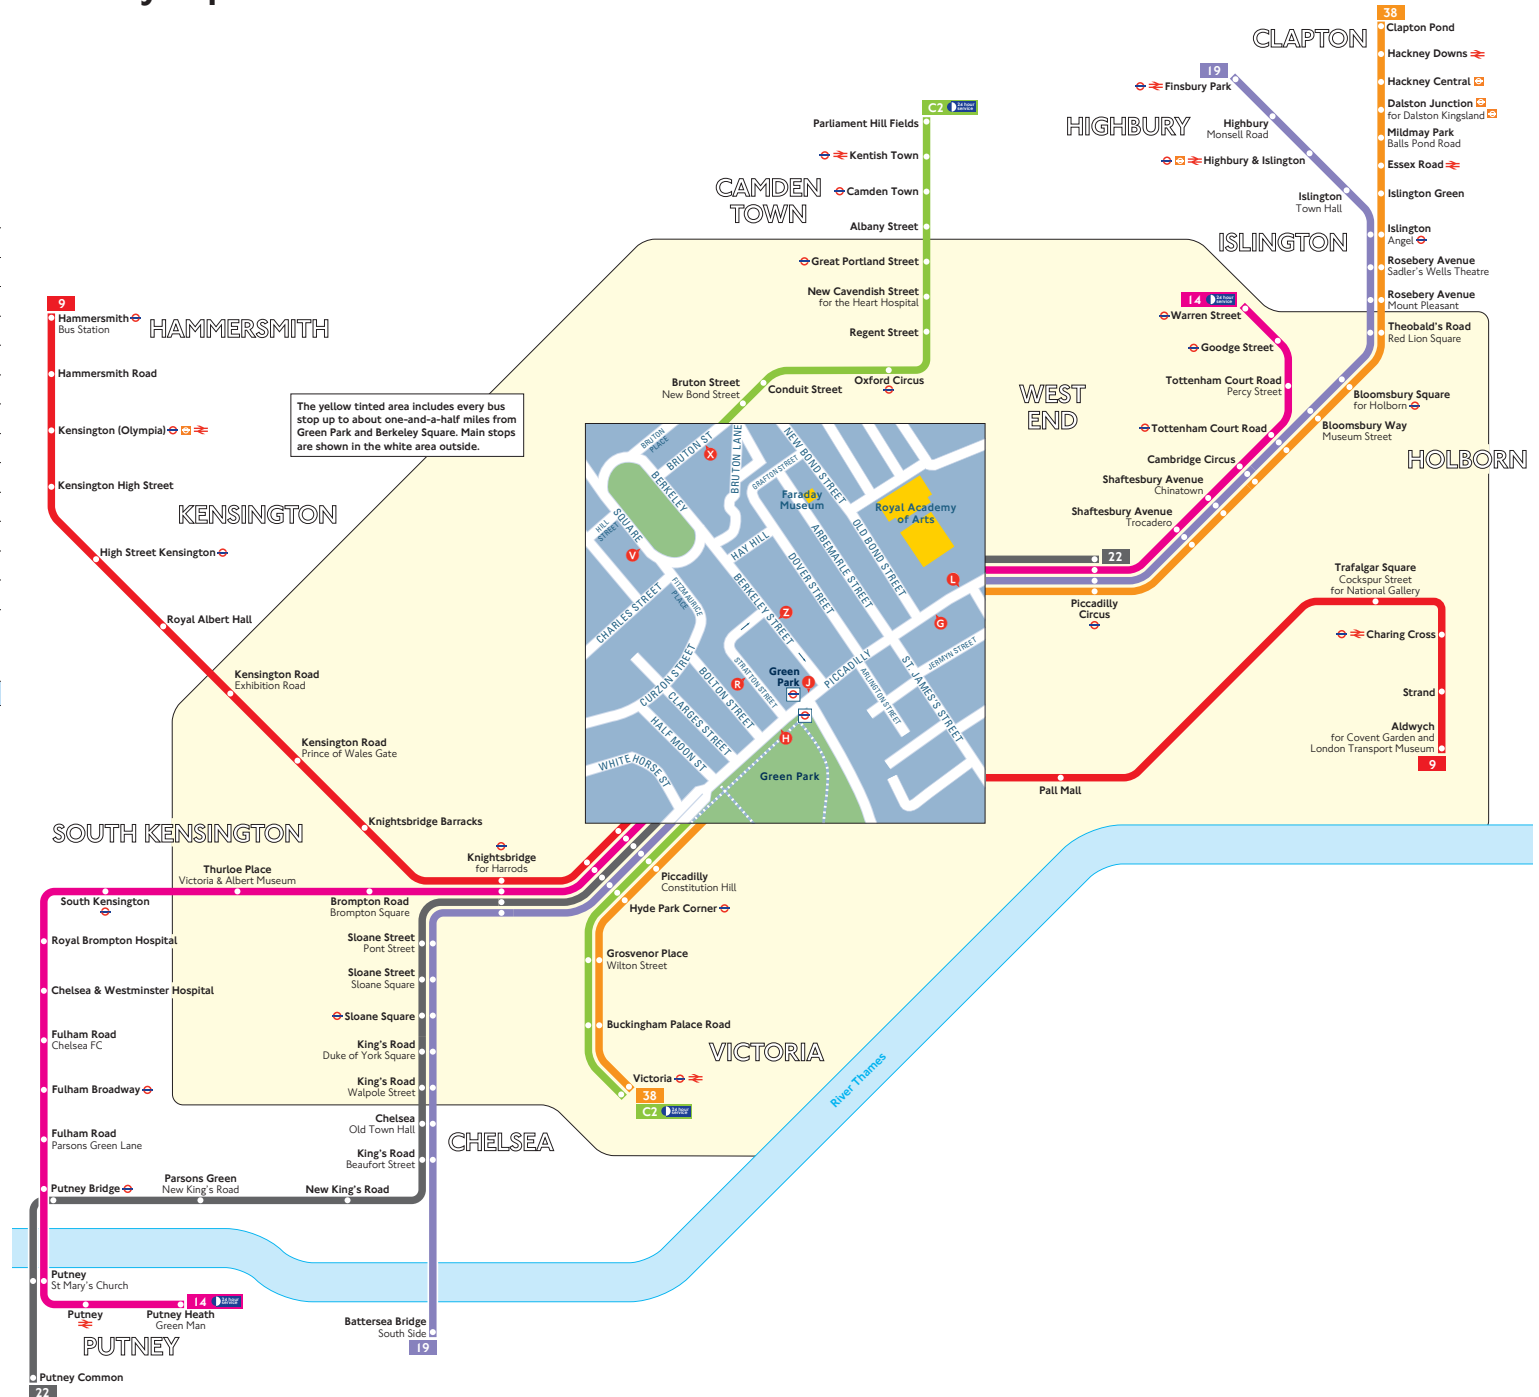 38
Clapton Pond
CLAPTON
Hackney Downs
19
Finsbury Park
Hackney Central
C2 24 hour service
Dalston Junction
for Dalston Kingsland
Parliament Hill Fields
Highbury
Monsell Road
HIGHBURY
Mildmay Park
Balls Pond Road
Kentish Town
Highbury & Islington
Essex Road
CAMDEN
TOWN
Camden Town
Islington
Town Hall
Islington Green
Albany Street
ISLINGTON
Islington
Angel
Great Portland Street
Rosebery Avenue
Sadler's Wells Theatre
New Cavendish Street
for the Heart Hospital
Rosebery Avenue
Mount Pleasant
9
Hammersmith
Bus Station
HAMMERSMITH
14 24 hour service
Warren Street
Regent Street
Theobald's Road
Red Lion Square
Goodge Street
Hammersmith Road
Bruton Street
New Bond Street
Conduit Street
Oxford Circus
Tottenham Court Road
Percy Street
WEST
END
Bloomsbury Square
for Holborn
The yellow tinted area includes every bus
stop up to about one-and-a-half miles from
Green Park and Berkeley Square. Main stops
are shown in the white area outside.
Kensington (Olympia)
Tottenham Court Road
Bloomsbury Way
Museum Street
Cambridge Circus
HOLBORN
Kensington High Street
Shaftesbury Avenue
Chinatown
KENSINGTON
Shaftesbury Avenue
Trocadero
High Street Kensington
22
Piccadilly
Circus
Trafalgar Square
Cockspur Street
for National Gallery
Royal Albert Hall
Charing Cross
Kensington Road
Exhibition Road
Strand
Aldwych
for Covent Garden and
London Transport Museum
9
Kensington Road
Prince of Wales Gate
Pall Mall
BRUTON
PLACE
BRUTON ST
X
BRUTON LANE
NEW BOND STREET
BERKELEY
SQUARE
GRAFTON STREET
Faraday
Museum
Royal Academy
of Arts
HILL
STREET
V
HAY HILL
ALBEMARLE STREET
OLD BOND STREET
DOVER STREET
FITZMAURICE
PLACE
BERKELEY STREET
L
CHARLES STREET
Z
G
CURZON STREET
STRATTON STREET
BOLTON STREET
R
Green
Park
J
PICCADILLY
ARLINGTON STREET
ST. JAMES'S STREET
JERMYN STREET
CLARGES STREET
HALF MOON ST
H
WHITE HORSE ST
Green Park
SOUTH KENSINGTON
Knightsbridge Barracks
Knightsbridge
for Harrods
Thurloe Place
Victoria & Albert Museum
South Kensington
Brompton Road
Brompton Square
Piccadilly
Constitution Hill
Hyde Park Corner
Royal Brompton Hospital
Sloane Street
Pont Street
Grosvenor Place
Wilton Street
Sloane Street
Sloane Square
Chelsea & Westminster Hospital
Sloane Square
Buckingham Palace Road
Fulham Road
Chelsea FC
King's Road
Duke of York Square
VICTORIA
River Thames
Fulham Broadway
King's Road
Walpole Street
Victoria
38
C2 24 hour service
Chelsea
Old Town Hall
CHELSEA
Fulham Road
Parsons Green Lane
King's Road
Beaufort Street
Putney Bridge
Parsons Green
New King's Road
New King's Road
Putney
St Mary's Church
14 24 hour service
Putney
Putney Heath
Green Man
PUTNEY
Battersea Bridge
South Side
19
Putney Common
22